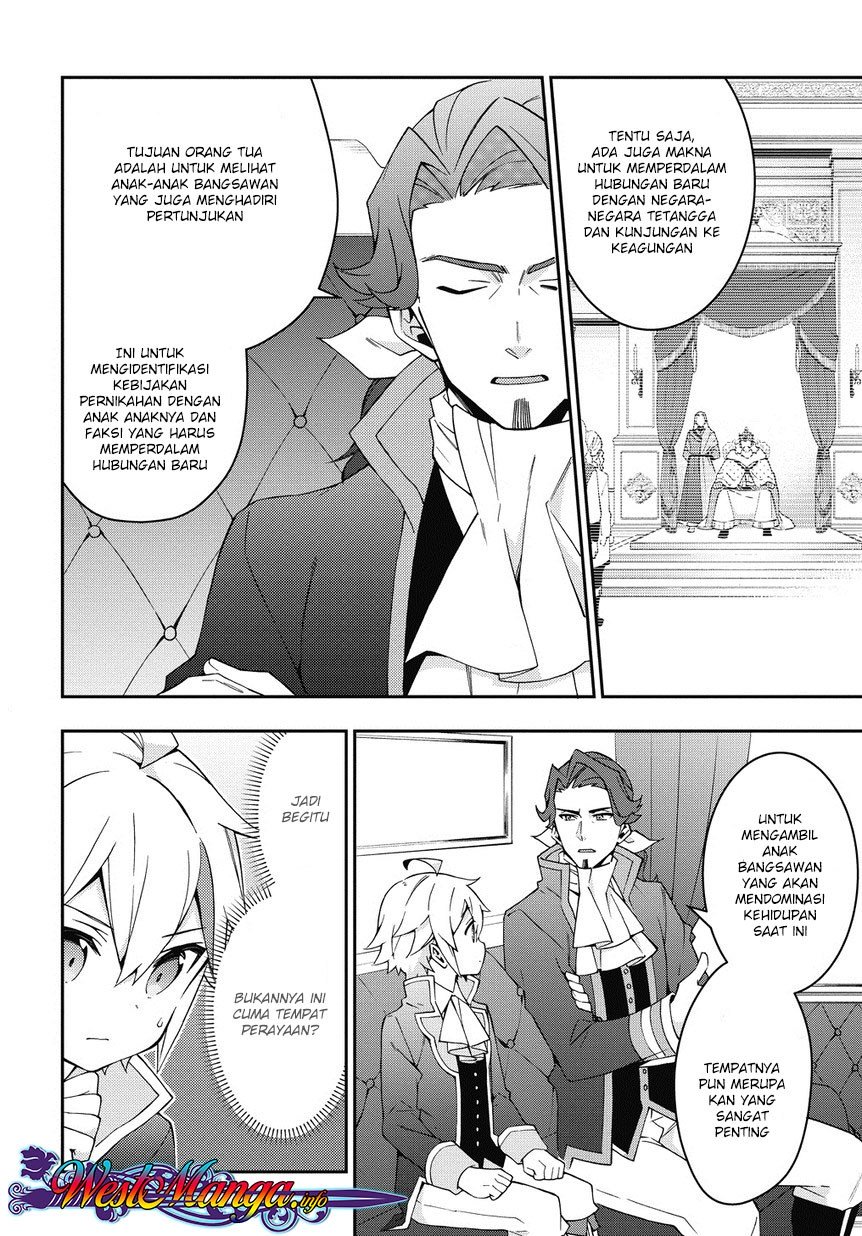 TENTU SAJA,
ADA JUGA MAKNA
UNTUK MEMPERDALAM
HUBUNGAN BARU
DENGAN NEGARA-
NEGARA TETANGGA
DAN KUNJUNGAN KE
KEAGUNGAN
TUJUAN ORANG TUA
ADALAH UNTUK MELIHAT
ANAK-ANAK BANGSAWAN
YANG JUGA MENGHADIRI
PERTUNJUKAN
INI UNTUK
MENGIDENTIFIKASI
KEBIJAKAN
PERNIKAHAN DENGAN
ANAK ANAKNYA DAN
FAKSI YANG HARUS
MEMPERDALAM
HUBUNGAN BARU
UNTUK
MENGAMBIL
ANAK
BANGSAWAN
YANG AKAN
MENDOMINASI
KEHIDUPAN
SAAT INI
TEMPATNYA
PUN MERUPA
KAN YANG
SANGAT
PENTING
JADI
BEGITU
BUKANNYA INI
CUMA TEMPAT
PERAYAAN?
WestManga.info